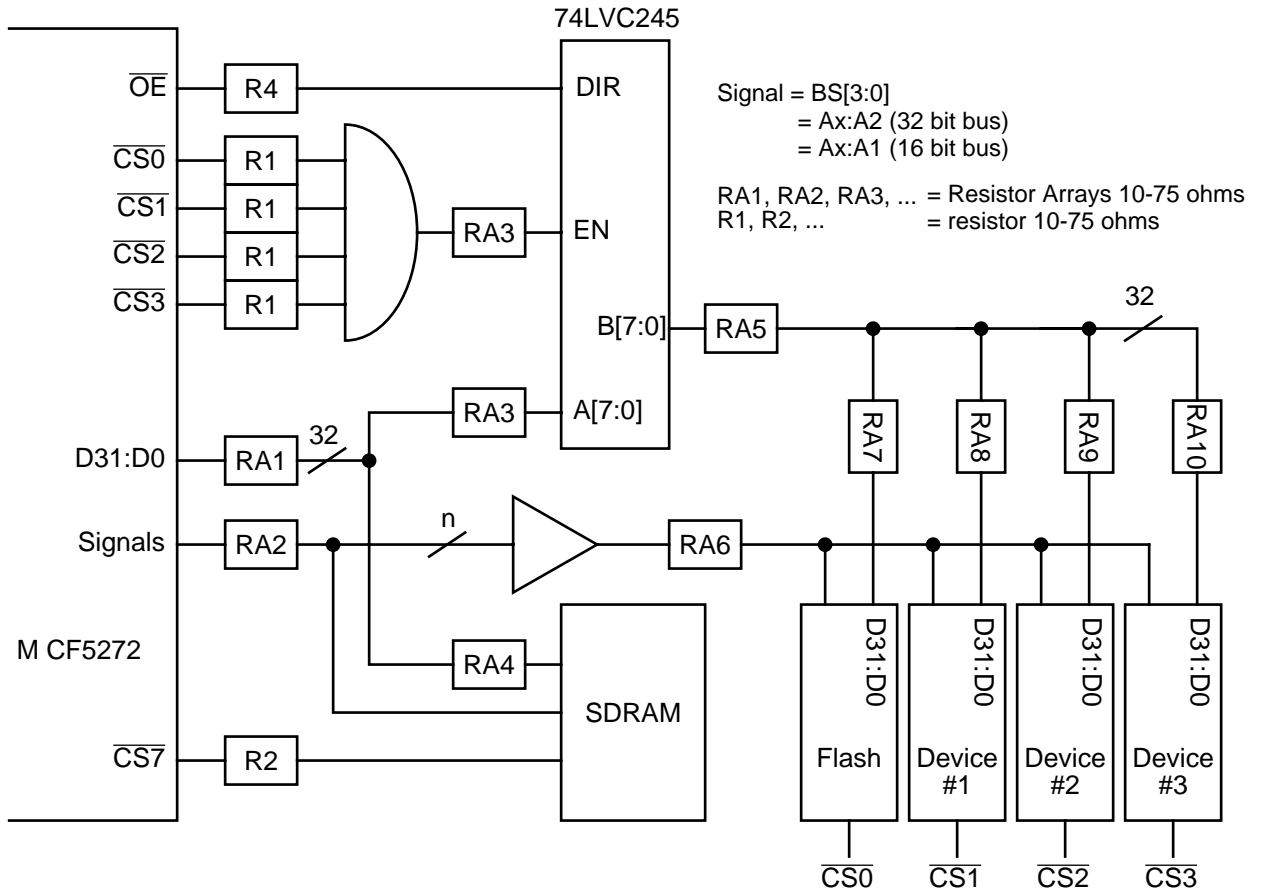 74LVC245
OE
R4
DIR
Signal = BS[3:0]
= Ax:A2 (32 bit bus)
= Ax:A1 (16 bit bus)
CS0
R1
CS1
R1
CS2
R1
CS3
R1
RA3
EN
RA1, RA2, RA3, ... = Resistor Arrays 10-75 ohms
R1, R2, ... = resistor 10-75 ohms
B[7:0]
RA5
32
RA3
A[7:0]
RA7
RA8
RA9
RA10
D31:D0
RA1
32
Signals
RA2
n
RA6
M CF5272
RA4
SDRAM
CS7
R2
D31:D0
Flash
D31:D0
Device
#1
D31:D0
Device
#2
D31:D0
Device
#3
CS0
CS1
CS2
CS3